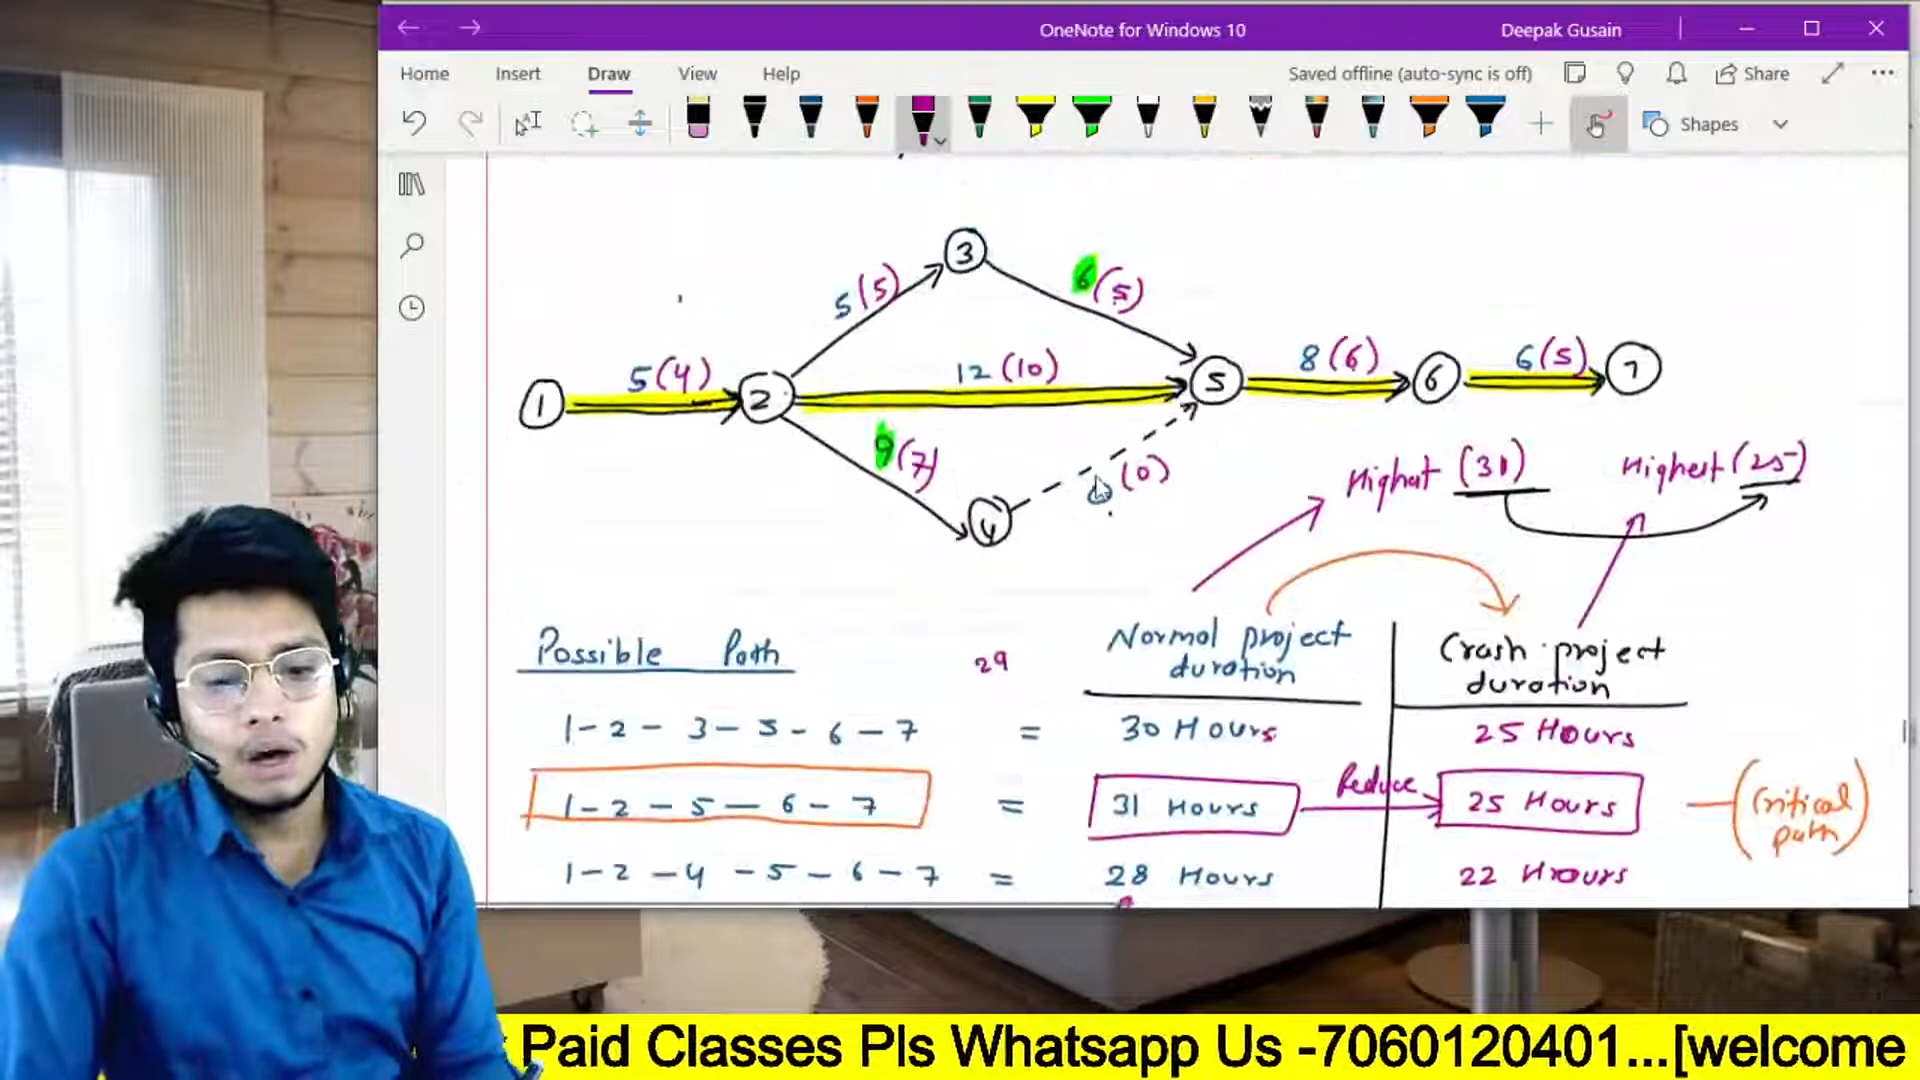 OneNote for Windows 10
Deepak Gusain
Home Insert Draw View Help
Saved offline (auto-sync is off) Share
Shapes
3
5(5)
6(5)
5(4)
12(10)
8(6)
6(5)
1
2
5
6
7
9(7)
(0)
4
Highest (31)
Highest (25)
Possible Path
29
Normal project duration
Crash project duration
1-2-3-5-6-7 = 30 Hours 25 Hours
1-2-5-6-7 = 31 Hours Reduce 25 Hours (Critical path)
1-2-4-5-6-7 = 28 Hours 22 Hours
Paid Classes Pls Whatsapp Us -7060120401...[welcome